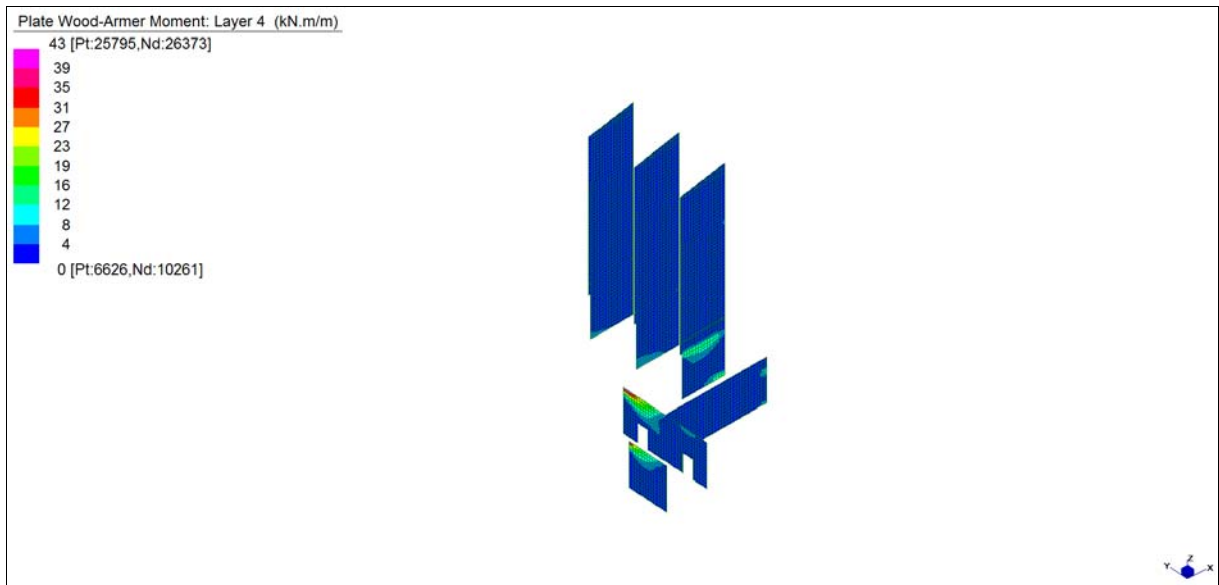 Plate Wood-Armer Moment: Layer 4 (kN.m/m)
43 [Pt:25795,Nd:26373]
39
35
31
27
23
19
16
12
8
4
0 [Pt:6626,Nd:10261]
Z
Y
X